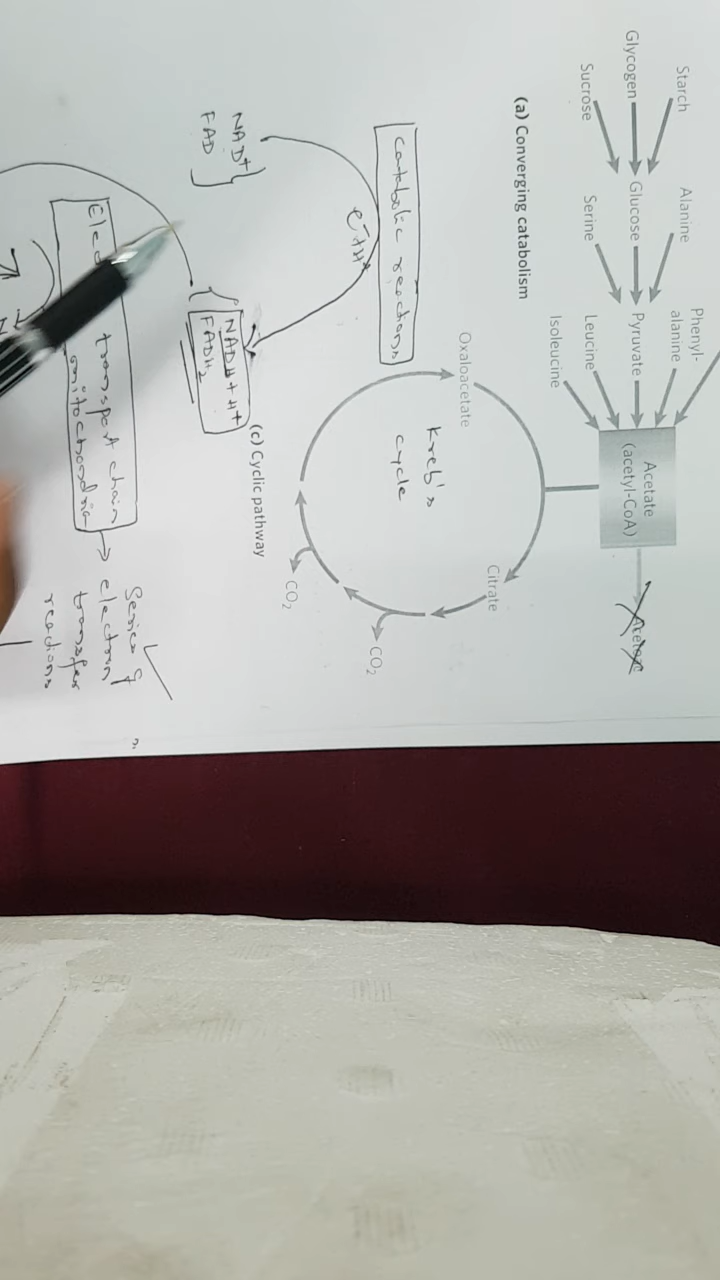 Starch
Glycogen
Sucrose
Glucose
Alanine
Serine
Pyruvate
Phenyl-
alanine
Leucine
Isoleucine
Acetate
(acetyl-CoA)
(a) Converging catabolism
Oxaloacetate
Citrate
Kreb's
cycle
CO2
CO2
(c) Cyclic pathway
Catabolic reactions
e- + H+
NAD+
FAD
NADH + H+
FADH2
transport chain
mitochondria
Series of
electron
transfer
reactions